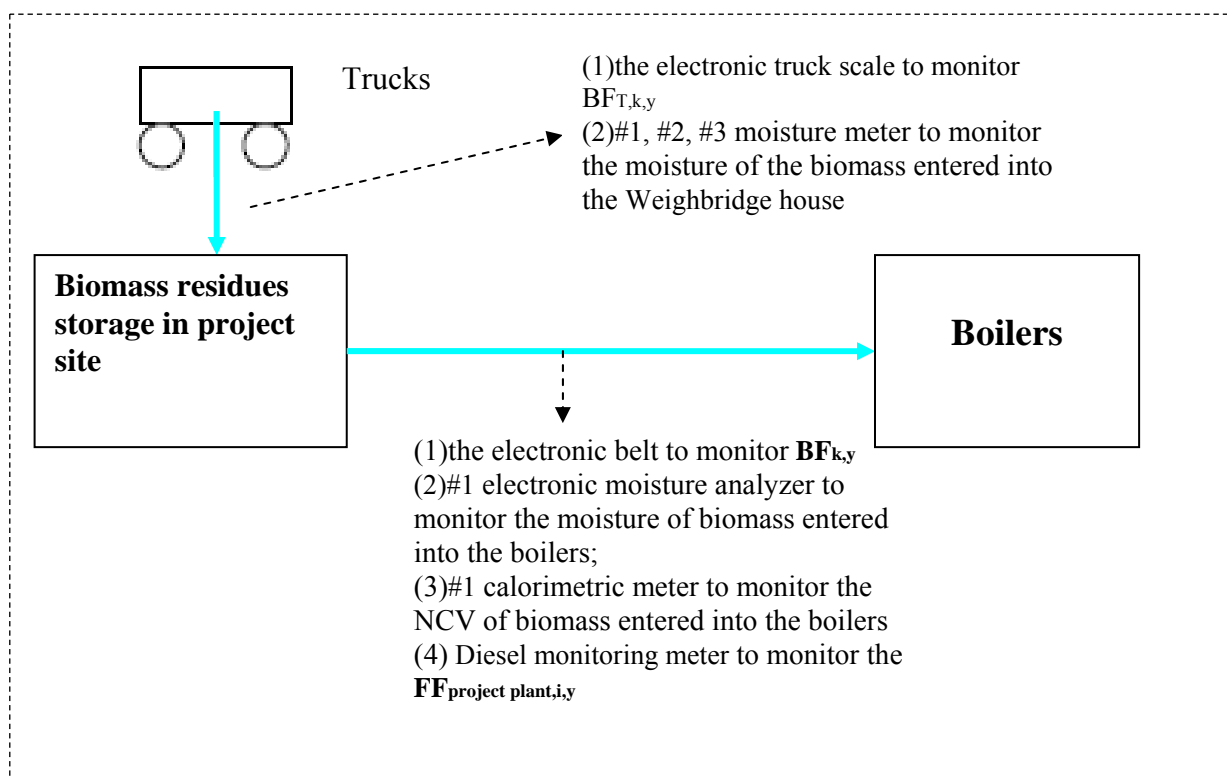 Trucks
(1)the electronic truck scale to monitor
BFT,k,y
(2)#1, #2, #3 moisture meter to monitor
the moisture of the biomass entered into
the Weighbridge house
Biomass residues
storage in project
site
Boilers
(1)the electronic belt to monitor BFk,y
(2)#1 electronic moisture analyzer to
monitor the moisture of biomass entered
into the boilers;
(3)#1 calorimetric meter to monitor the
NCV of biomass entered into the boilers
(4) Diesel monitoring meter to monitor the
FFproject plant,i,y